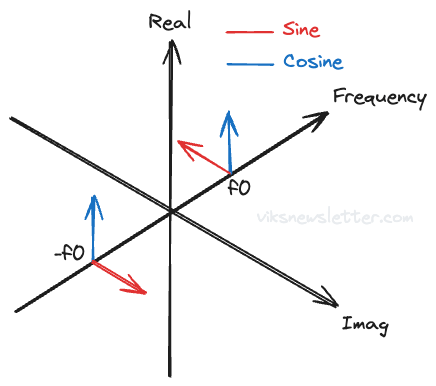 Real
Sine
Cosine
Frequency
f0
viksnewsletter.com
-f0
Imag